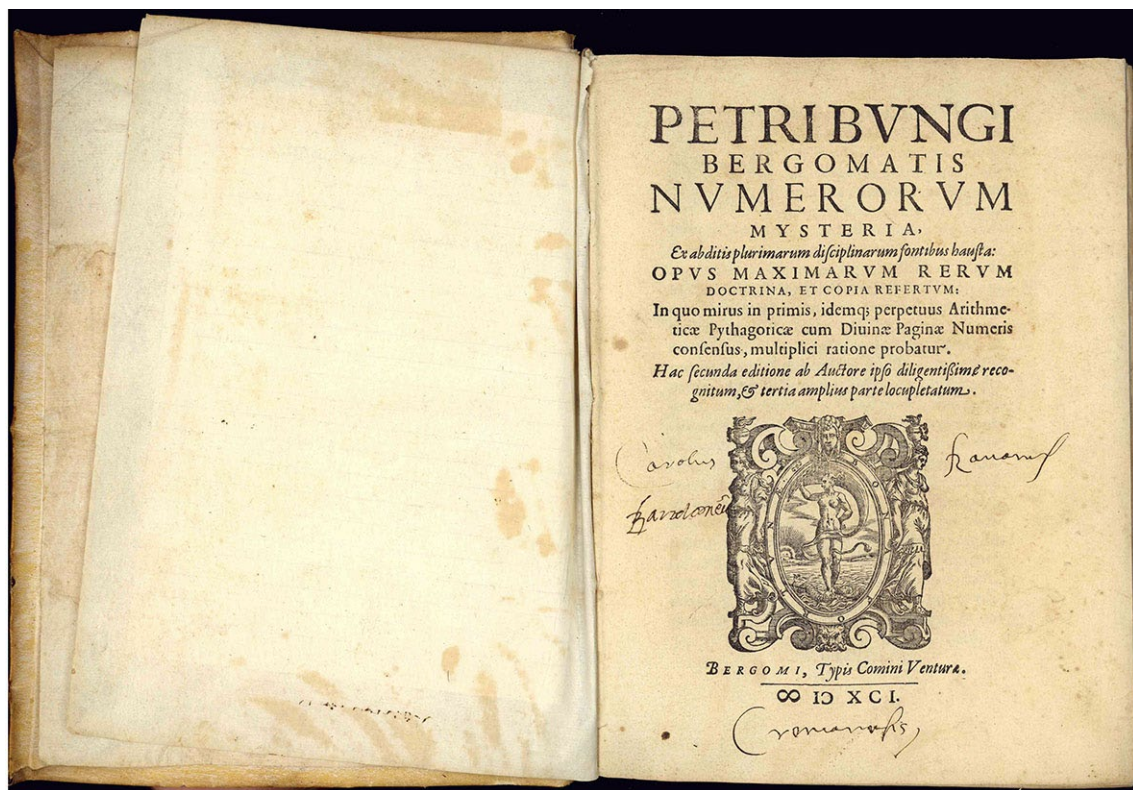 PETRI BVNGI
BERGOMATIS
NVMERORVM
MYSTERIA,
Ex abditis plurimarum diſciplinarum fontibus hauſta:
OPVS MAXIMARVM RERVM
DOCTRINA, ET COPIA REFERTVM:
In quo mirus in primis, idemq; perpetuus Arithme-
ticæ Pythagoricæ cum Diuinæ Paginæ Numeris
conſenſus, multiplici ratione probatur.
Hac ſecunda editione ab Auctore ipſo diligentißimè reco-
gnitum, & tertia amplius parte locupletatum.
Carolus
BERGOMI, Typis Comini Venturæ.
ꝏ IↃ XCI.